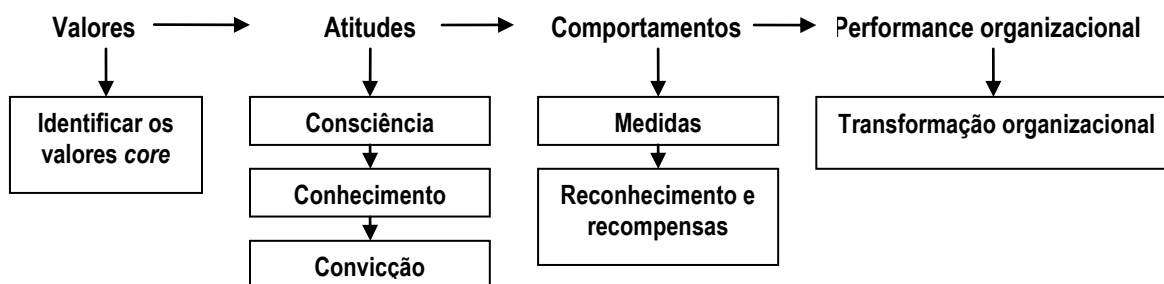 Valores Atitudes Comportamentos Performance organizacional
Identificar os
valores core
Consciência
Conhecimento
Convicção
Medidas
Reconhecimento e
recompensas
Transformação organizacional